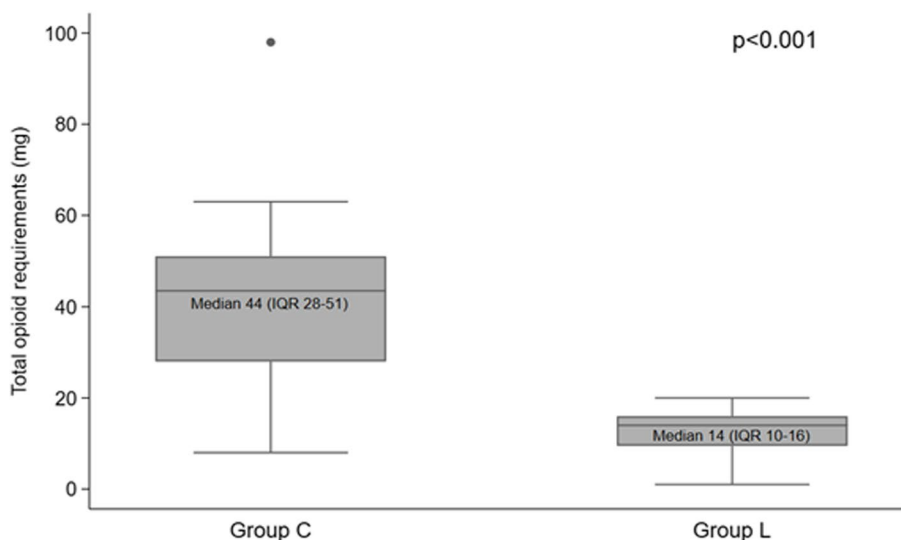 Total opioid requirements (mg)
100
80
60
40
20
0
p<0.001
Median 44 (IQR 28-51)
Median 14 (IQR 10-16)
Group C
Group L